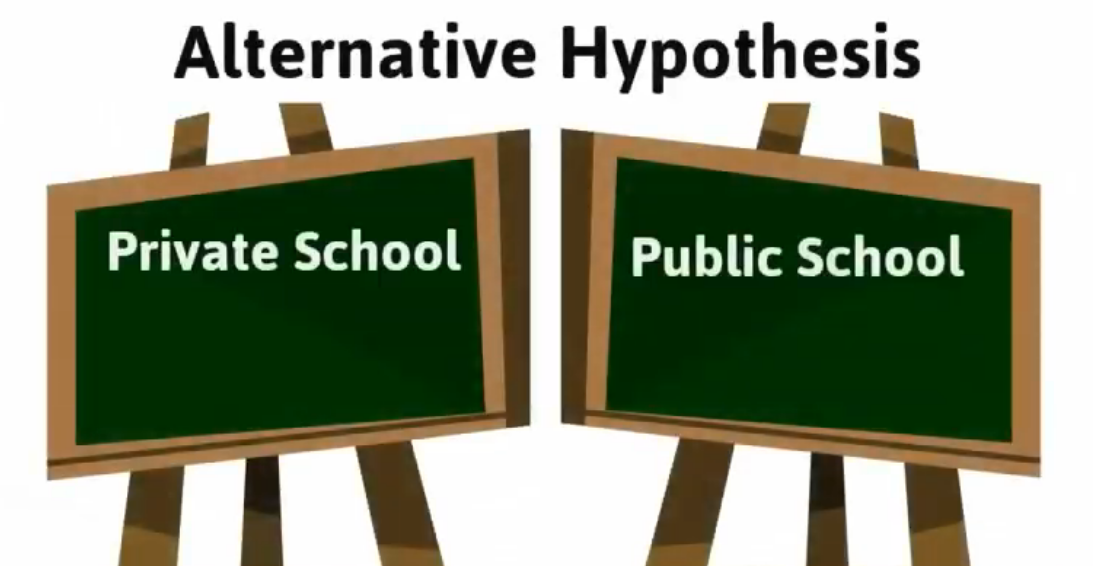 Alternative Hypothesis
Private School
Public School